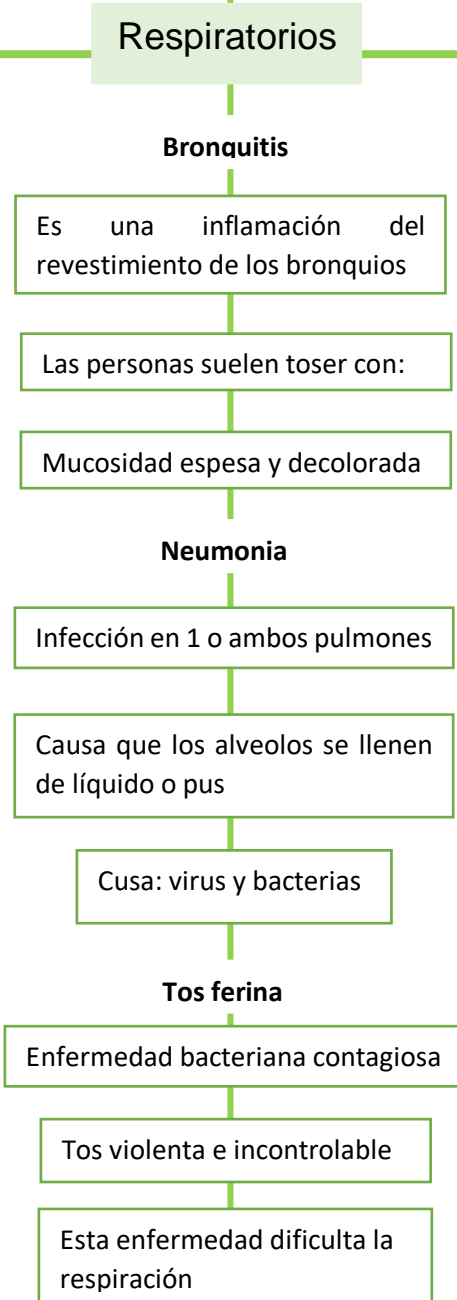 Respiratorios
Bronquitis
Es una inflamación del
revestimiento de los bronquios
Las personas suelen toser con:
Mucosidad espesa y decolorada
Neumonia
Infección en 1 o ambos pulmones
Causa que los alveolos se llenen
de líquido o pus
Cusa: virus y bacterias
Tos ferina
Enfermedad bacteriana contagiosa
Tos violenta e incontrolable
Esta enfermedad dificulta la
respiración